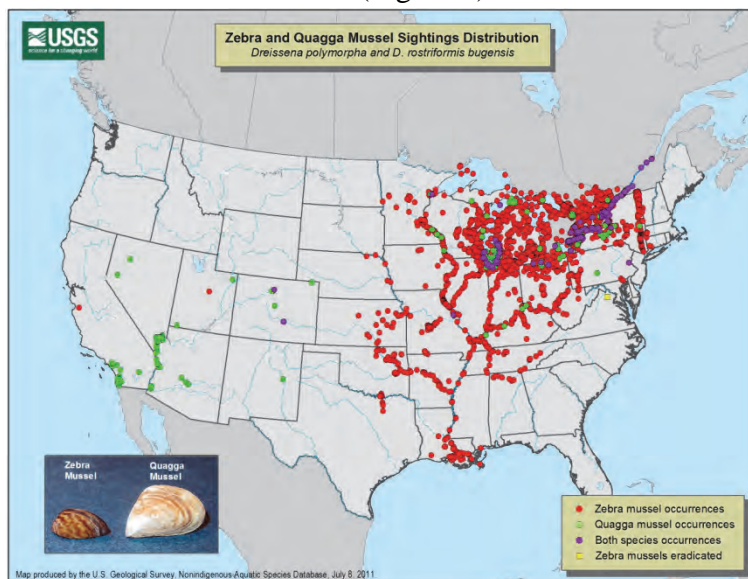 USGS
science for a changing world
Zebra and Quagga Mussel Sightings Distribution
Dreissena polymorpha and D. rostriformis bugensis
Zebra
Mussel
Quagga
Mussel
Zebra mussel occurrences
Quagga mussel occurrences
Both species occurrences
Zebra mussels eradicated
Map produced by the U.S. Geological Survey. Nonindigenous Aquatic Species Database, July 8, 2011